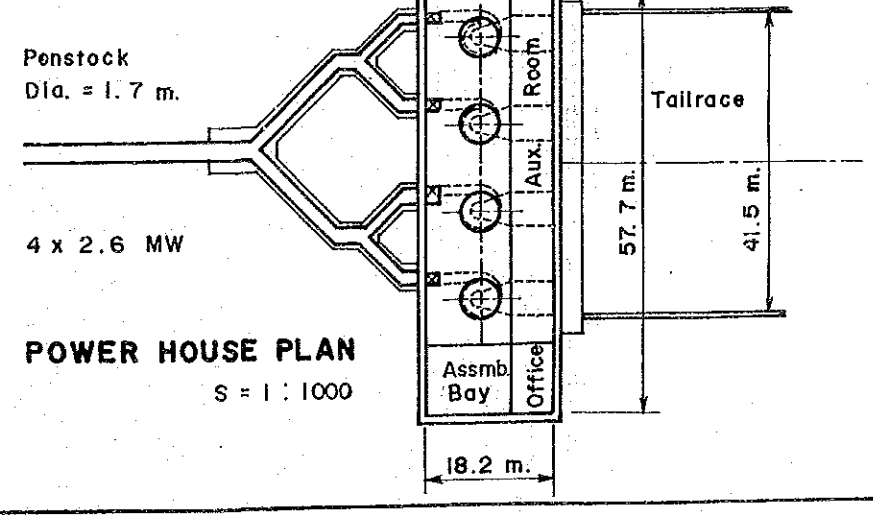 Penstock
Dia. = 1.7 m.
4 x 2.6 MW
POWER HOUSE PLAN
S = 1 : 1000
Room
Aux.
Assmb.
Bay
Office
Tailrace
57.7 m.
41.5 m.
18.2 m.